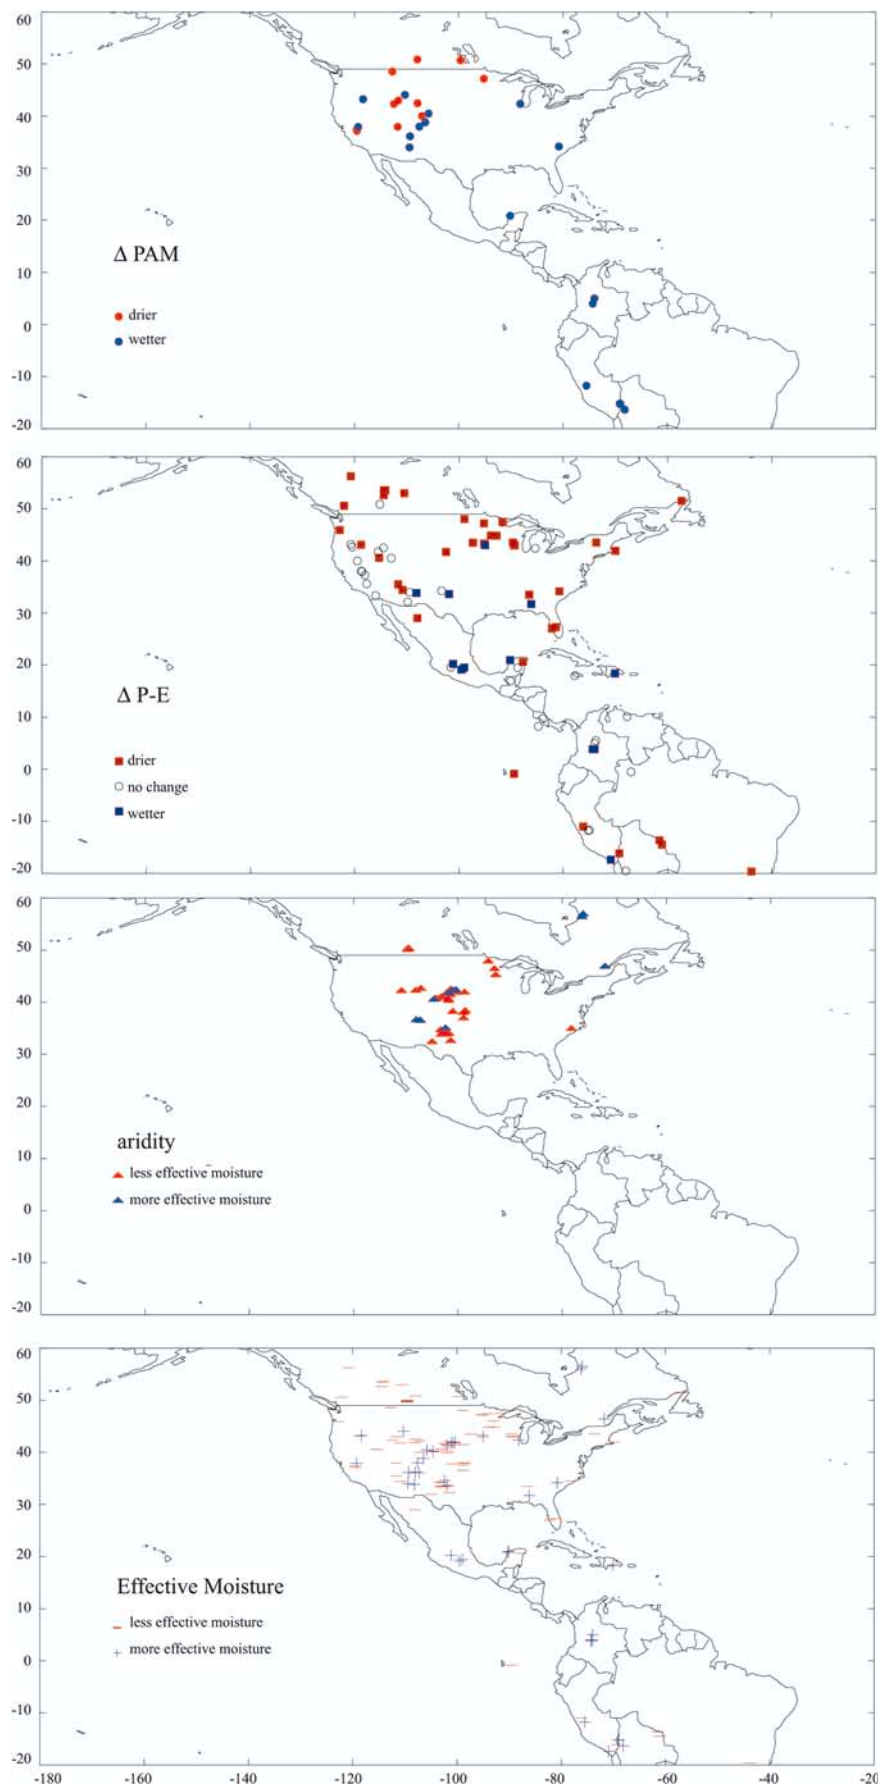 60
50
40
30
20
10
0
-10
-20
Δ PAM
drier
wetter
60
50
40
30
20
10
0
-10
-20
Δ P-E
drier
no change
wetter
60
50
40
30
20
10
0
-10
-20
aridity
less effective moisture
more effective moisture
60
50
40
30
20
10
0
-10
-20
Effective Moisture
less effective moisture
more effective moisture
-180 -160 -140 -120 -100 -80 -60 -40 -20